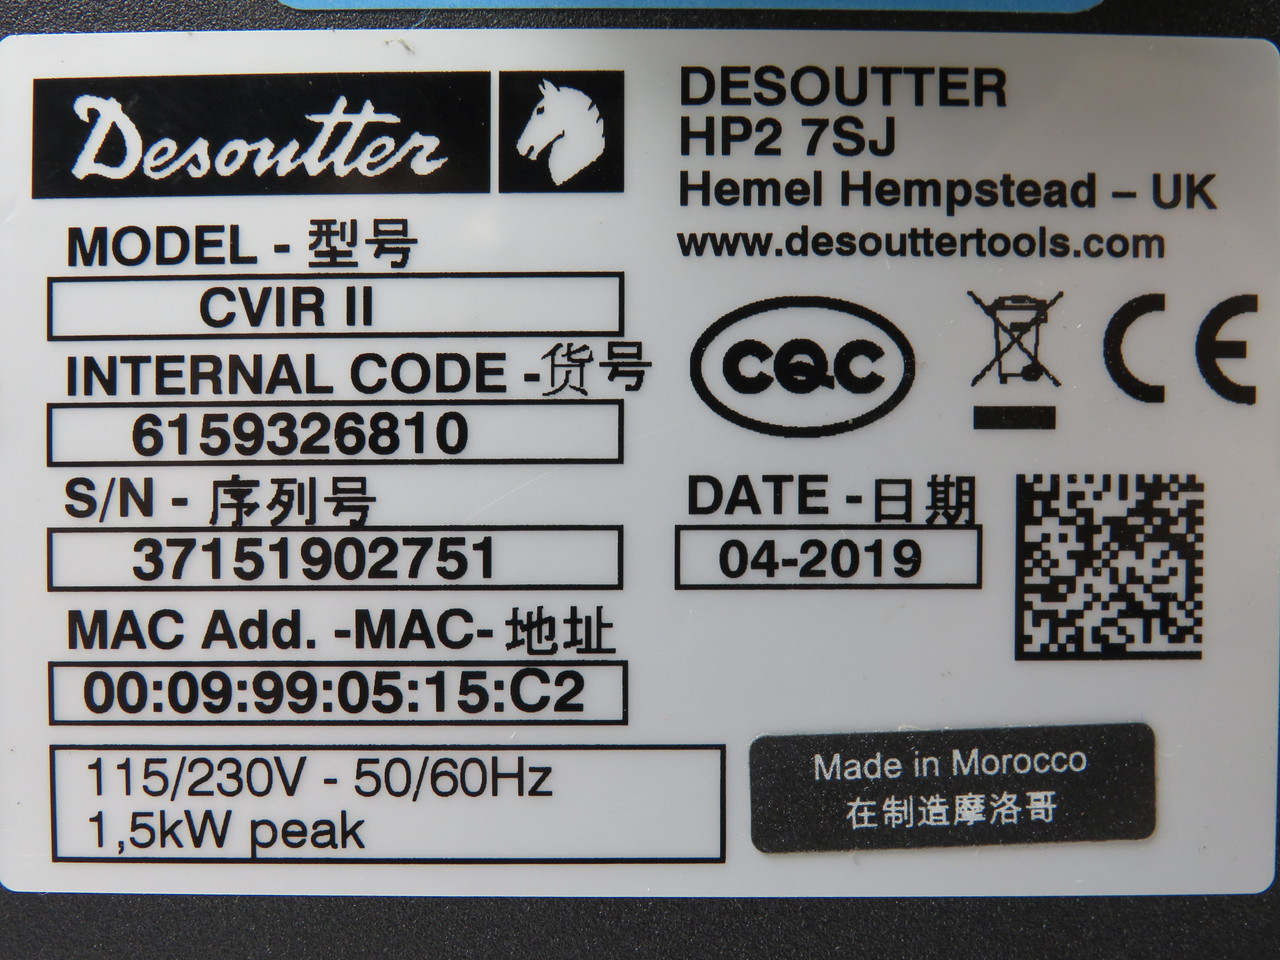 Desoutter
MODEL - 型号
CVIR II
INTERNAL CODE -货号
6159326810
S/N - 序列号
37151902751
MAC Add. -MAC- 地址
00:09:99:05:15:C2
115/230V - 50/60Hz
1,5kW peak
DESOUTTER
HP2 7SJ
Hemel Hempstead – UK
www.desouttertools.com
CQC
CE
DATE -日期
04-2019
Made in Morocco
在制造摩洛哥